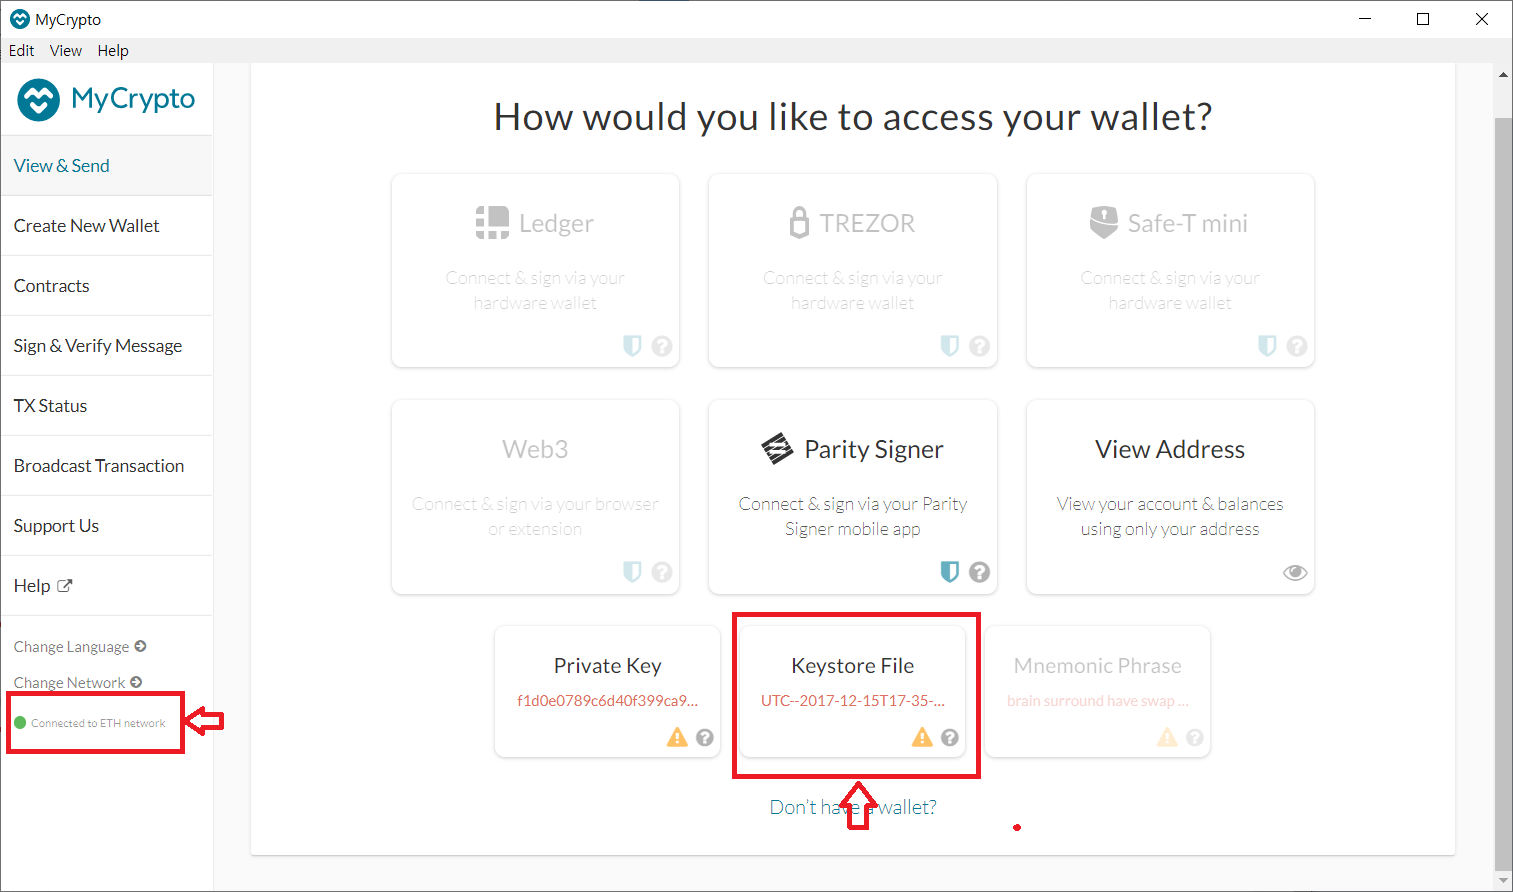 MyCrypto
Edit View Help
MyCrypto
View & Send
Create New Wallet
Contracts
Sign & Verify Message
TX Status
Broadcast Transaction
Support Us
Help
Change Language
Change Network
Connected to ETH network
How would you like to access your wallet?
Ledger
Connect & sign via your
hardware wallet
TREZOR
Connect & sign via your
hardware wallet
Safe-T mini
Connect & sign via your
hardware wallet
Web3
Connect & sign via your browser
or extension
Parity Signer
Connect & sign via your Parity
Signer mobile app
View Address
View your account & balances
using only your address
Private Key
f1d0e0789c6d40f399ca9...
Keystore File
UTC--2017-12-15T17-35-...
Mnemonic Phrase
brain surround have swap ...
Don't have a wallet?